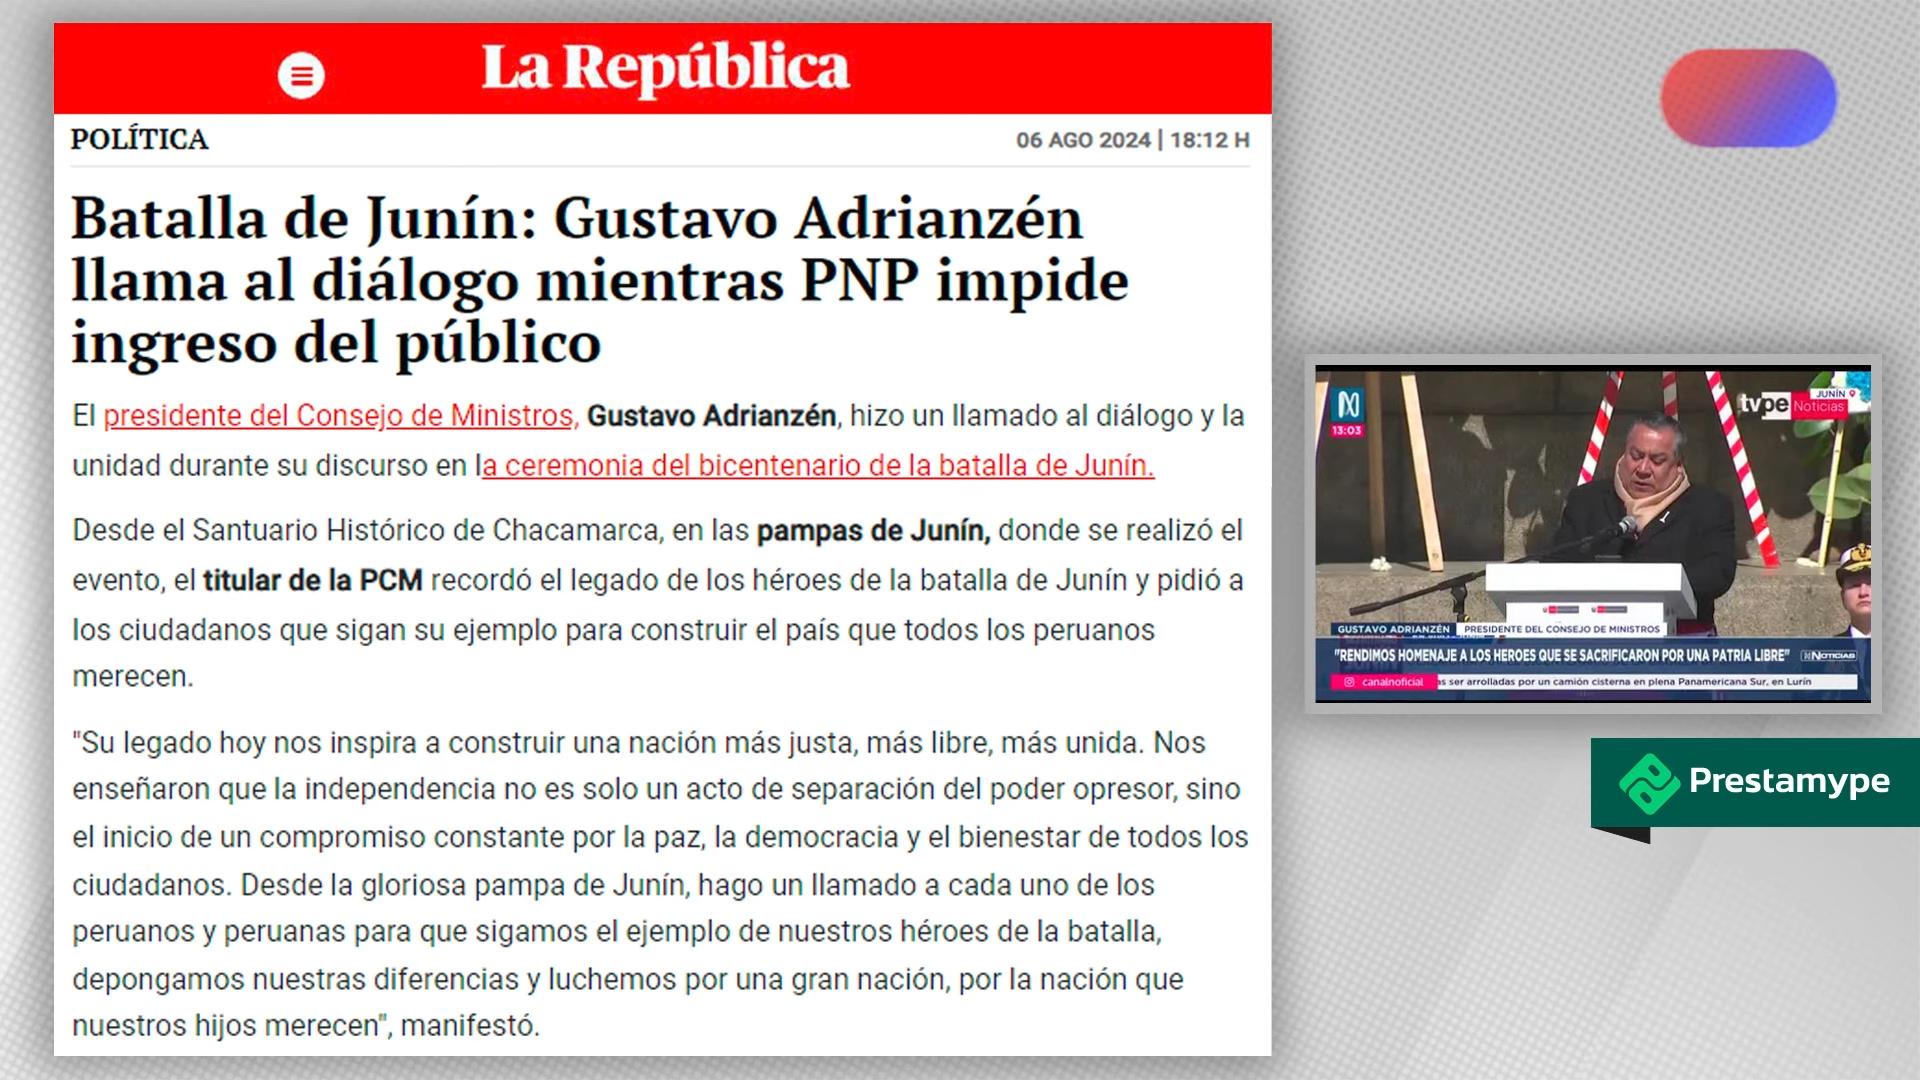 La República
POLÍTICA
06 AGO 2024 | 18:12 H
Batalla de Junín: Gustavo Adrianzén
llama al diálogo mientras PNP impide
ingreso del público
El presidente del Consejo de Ministros, Gustavo Adrianzén, hizo un llamado al diálogo y la
unidad durante su discurso en la ceremonia del bicentenario de la batalla de Junín.
Desde el Santuario Histórico de Chacamarca, en las pampas de Junín, donde se realizó el
evento, el titular de la PCM recordó el legado de los héroes de la batalla de Junín y pidió a
los ciudadanos que sigan su ejemplo para construir el país que todos los peruanos
merecen.
"Su legado hoy nos inspira a construir una nación más justa, más libre, más unida. Nos
enseñaron que la independencia no es solo un acto de separación del poder opresor, sino
el inicio de un compromiso constante por la paz, la democracia y el bienestar de todos los
ciudadanos. Desde la gloriosa pampa de Junín, hago un llamado a cada uno de los
peruanos y peruanas para que sigamos el ejemplo de nuestros héroes de la batalla,
depongamos nuestras diferencias y luchemos por una gran nación, por la nación que
nuestros hijos merecen", manifestó.
N
13:03
JUNÍN
tvpe Noticias
GUSTAVO ADRIANZÉN PRESIDENTE DEL CONSEJO DE MINISTROS
"RENDIMOS HOMENAJE A LOS HEROES QUE SE SACRIFICARON POR UNA PATRIA LIBRE" NOTICIAS
canalnoficial as ser arrolladas por un camión cisterna en plena Panamericana Sur, en Lurín
Prestamype